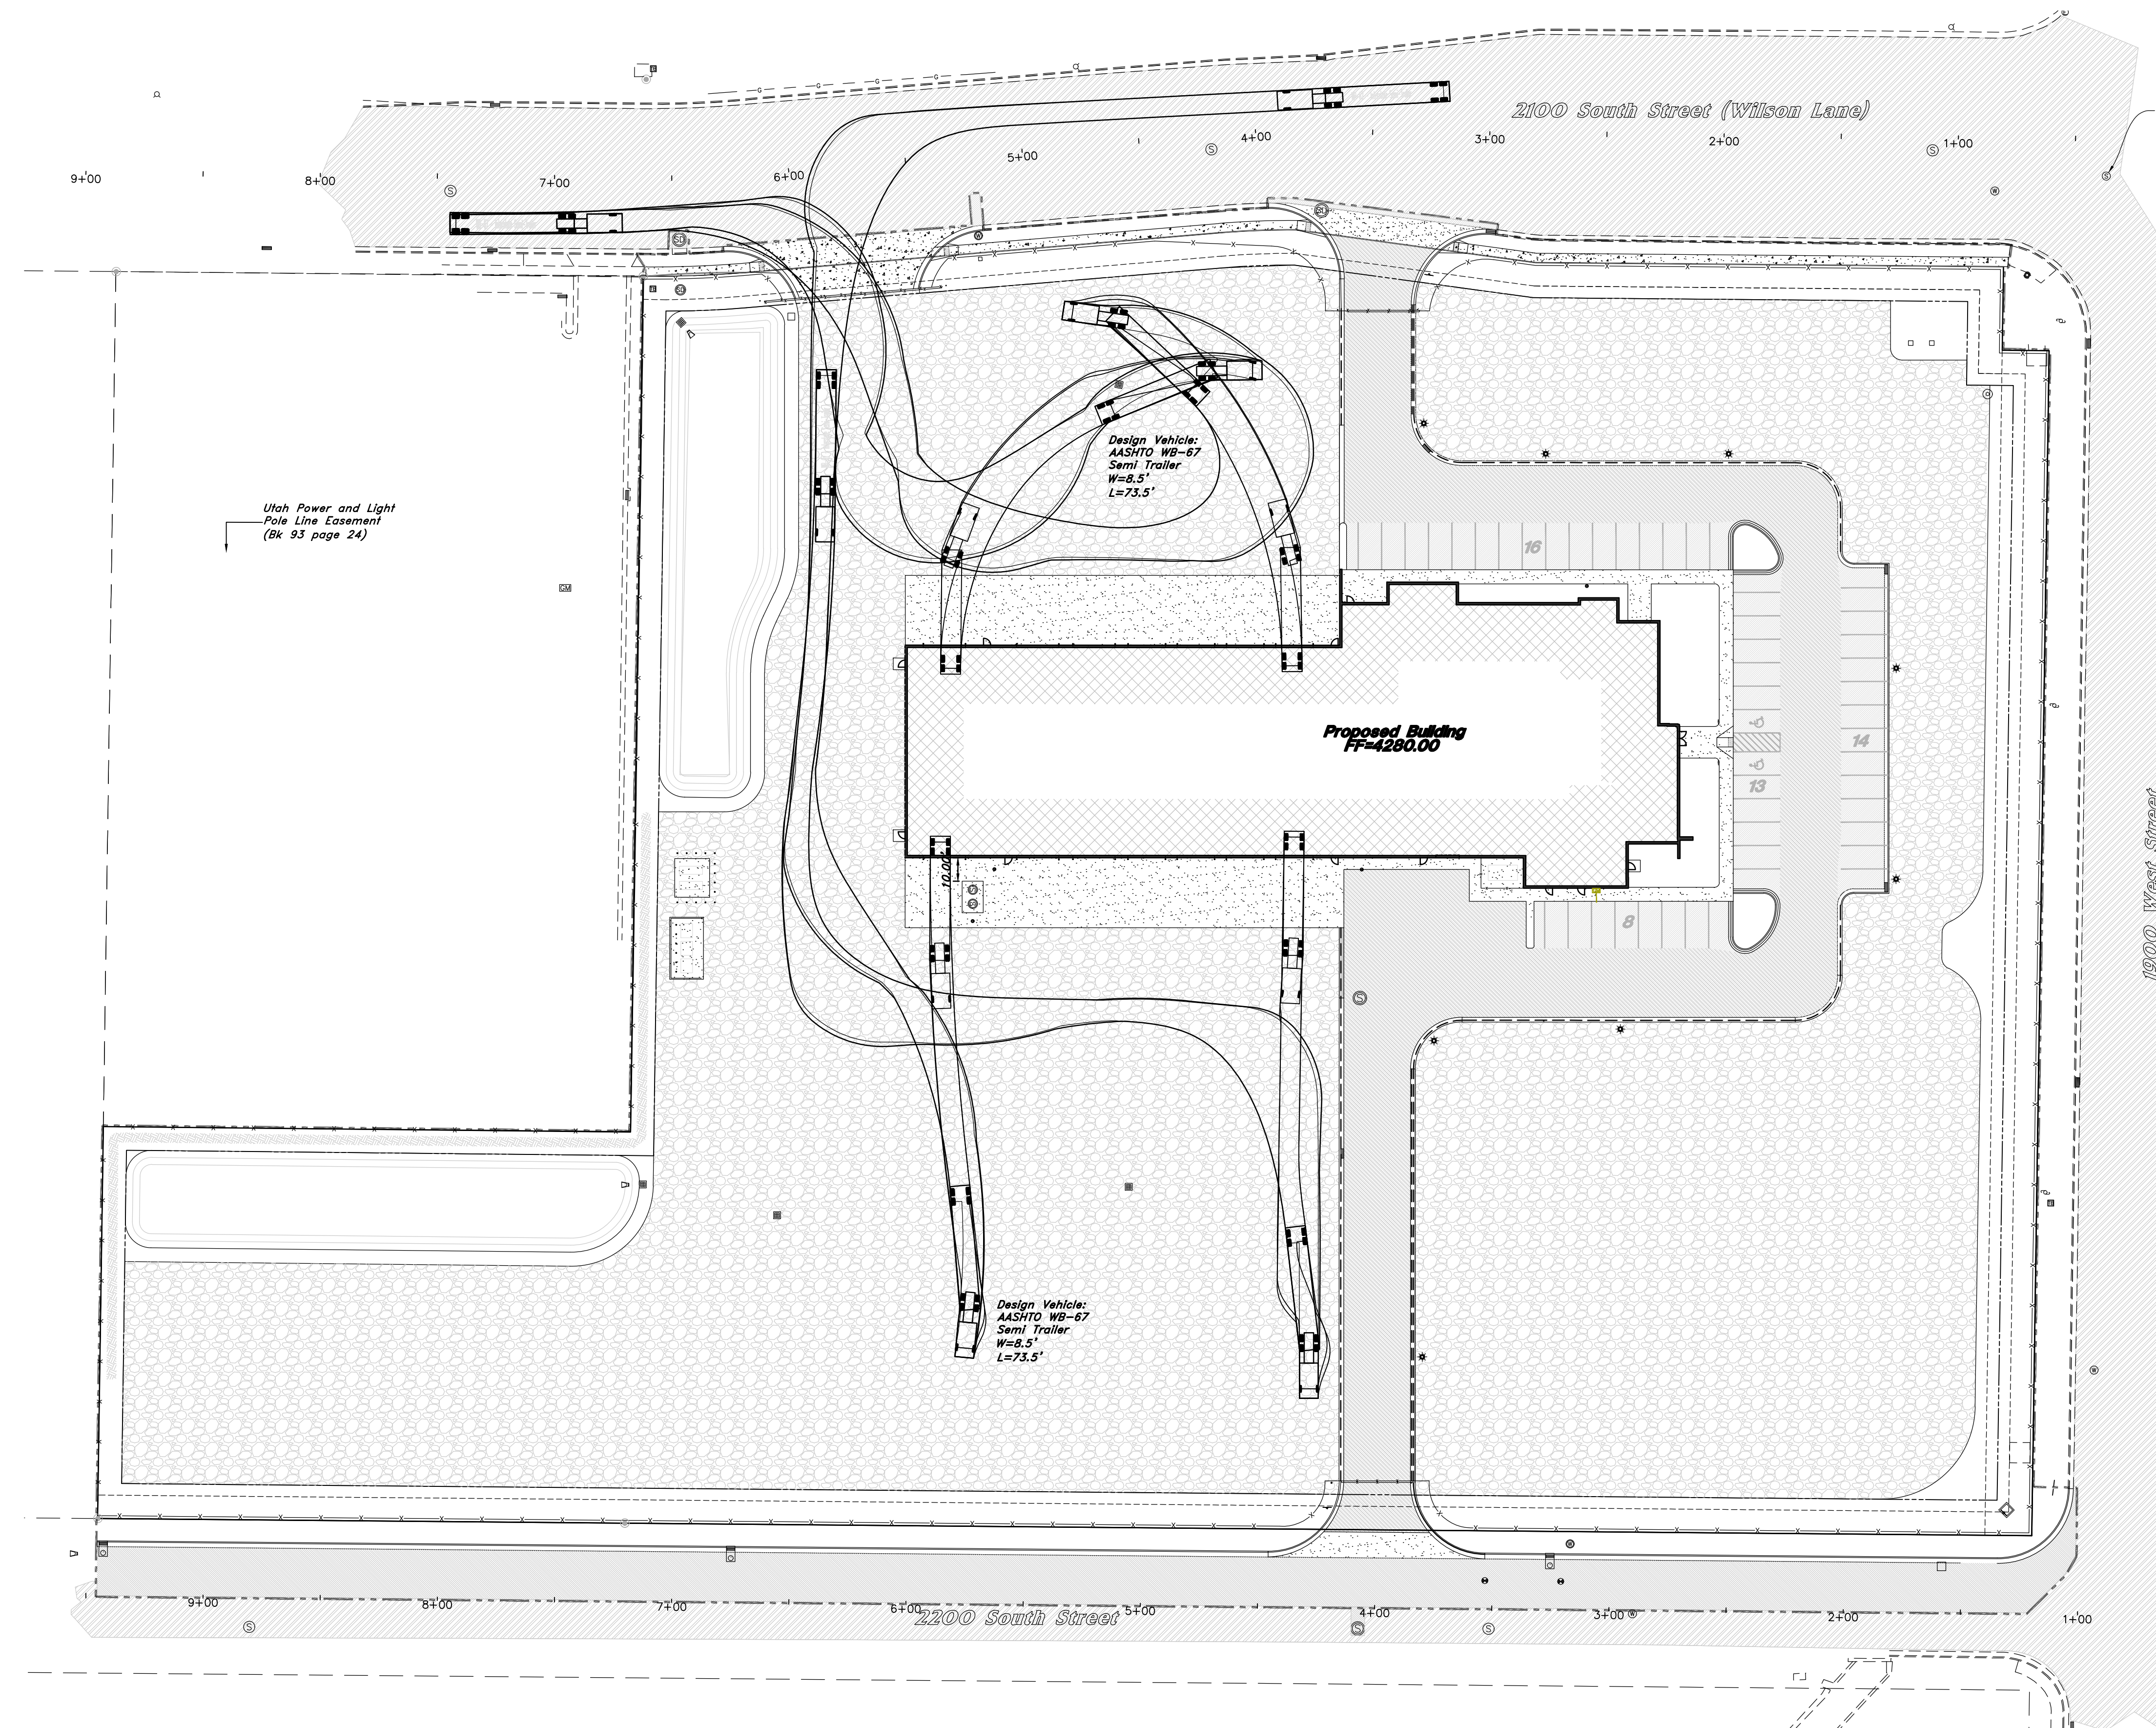 2100 South Street (Wilson Lane)
9+00
8+00
7+00
6+00
5+00
4+00
3+00
2+00
1+00
S
S
S
S
W
G
G
G
G
SD
SD
SD
W
Design Vehicle:
AASHTO WB-67
Semi Trailer
W=8.5'
L=73.5'
Utah Power and Light
Pole Line Easement
(Bk 93 page 24)
GM
16
Proposed Building
FF=4280.00
14
13
10.00'
8
S
1900 West Street
Design Vehicle:
AASHTO WB-67
Semi Trailer
W=8.5'
L=73.5'
W
W
9+00
8+00
7+00
6+00
5+00
4+00
3+00
W
2+00
1+00
2200 South Street
S
S
S